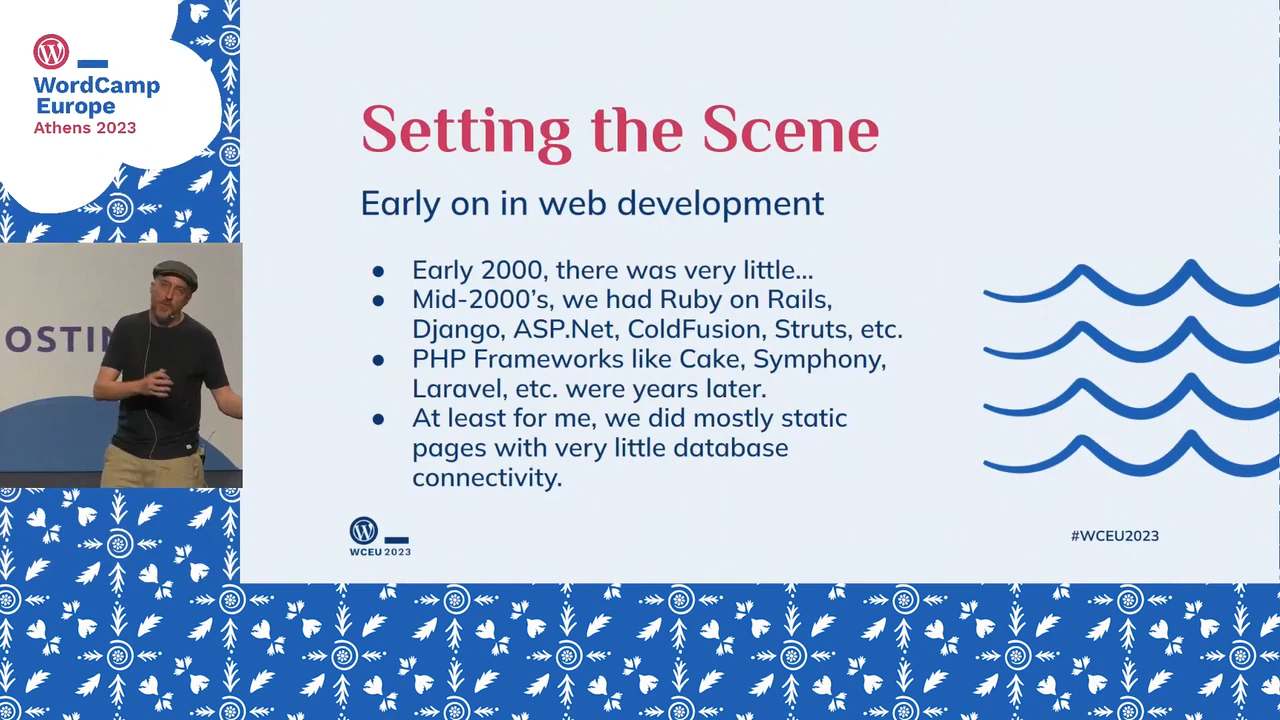 WordCamp
Europe
Athens 2023
OSTIN
Setting the Scene
Early on in web development
● Early 2000, there was very little...
● Mid-2000's, we had Ruby on Rails,
Django, ASP.Net, ColdFusion, Struts, etc.
● PHP Frameworks like Cake, Symphony,
Laravel, etc. were years later.
● At least for me, we did mostly static
pages with very little database
connectivity.
WCEU 2023
#WCEU2023